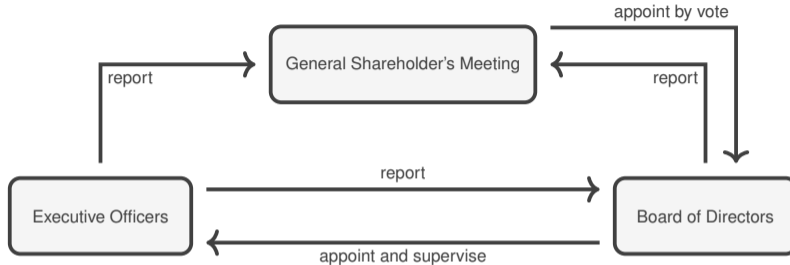 appoint by vote
General Shareholder's Meeting
report
report
report
Executive Officers
Board of Directors
appoint and supervise